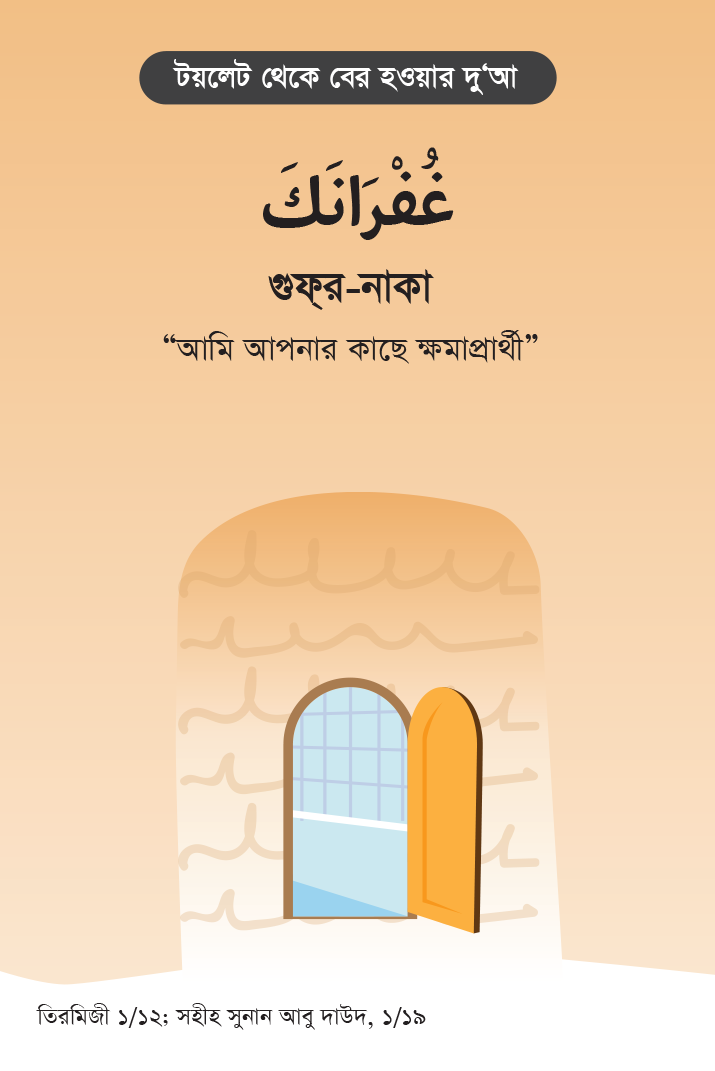 টয়লেট থেকে বের হওয়ার দু‘আ
غُفْرَانَكَ
গুফ্‌র-নাকা
“আমি আপনার কাছে ক্ষমাপ্রার্থী”
তিরমিজী ১/১২; সহীহ সুনান আবু দাউদ, ১/১৯